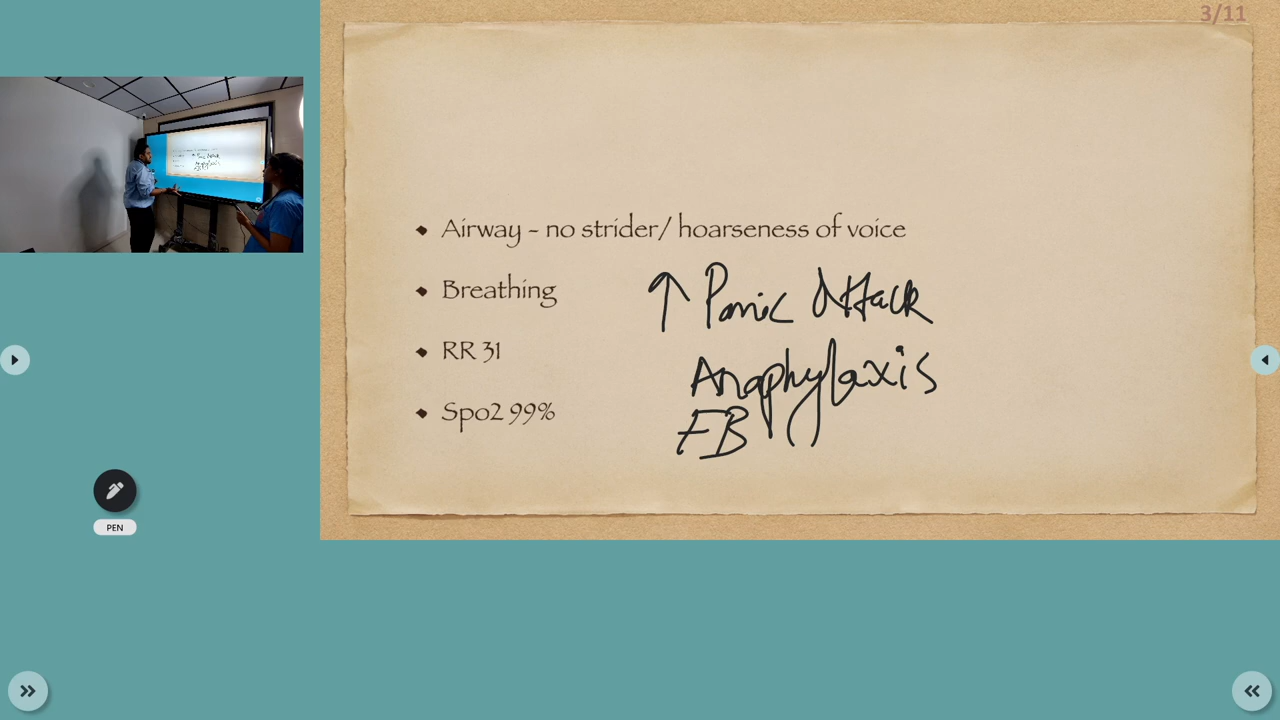 3/11
Airway - no strider/ hoarseness of voice
Breathing
↑ Panic Attack
RR 31
Anaphylaxis
Spo2 99%
FB
PEN